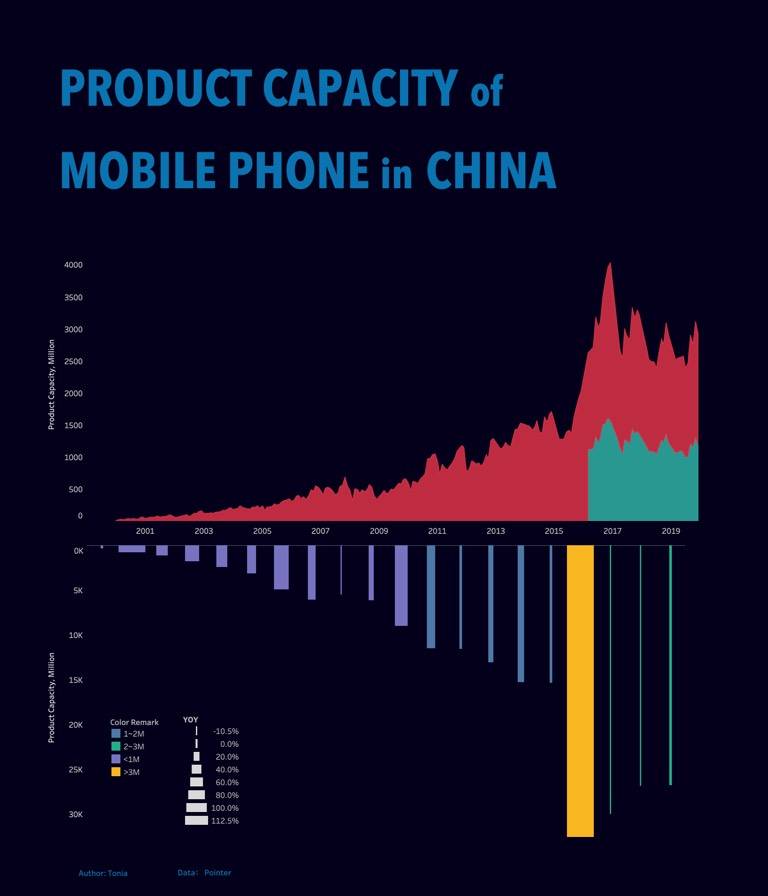 PRODUCT CAPACITY of
MOBILE PHONE in CHINA
Product Capacity, Million
4000
3500
3000
2500
2000
1500
1000
500
0
2001 2003 2005 2007 2009 2011 2013 2015 2017 2019
Product Capacity, Million
0K
5K
10K
15K
20K
25K
30K
Color Remark
1~2M
2~3M
<1M
>3M
YOY
-10.5%
0.0%
20.0%
40.0%
60.0%
80.0%
100.0%
112.5%
Author: Tonia Data: Pointer